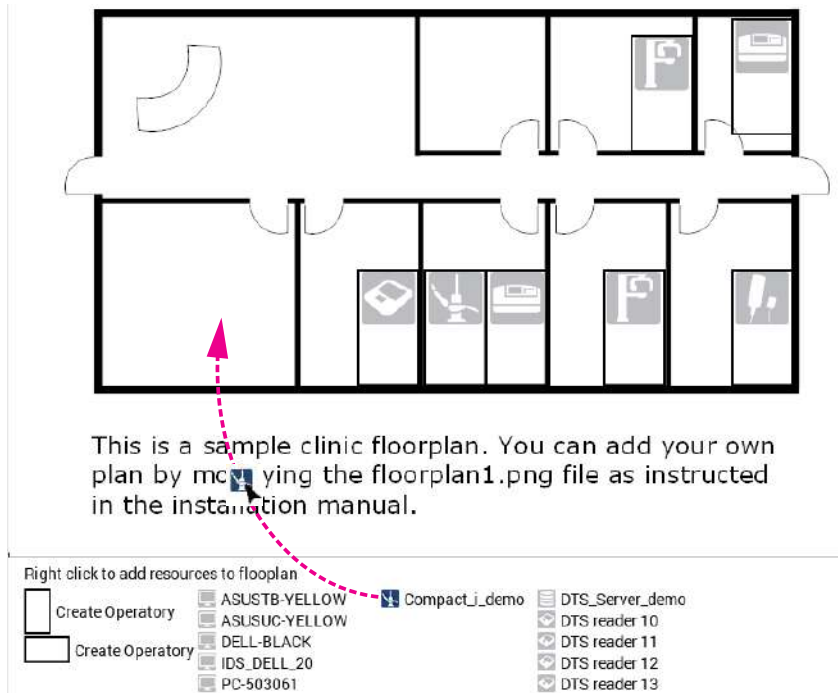 This is a sample clinic floorplan. You can add your own
plan by mo ying the floorplan1.png file as instructed
in the installation manual.
Right click to add resources to flooplan
Create Operatory
Create Operatory
ASUSTB-YELLOW
ASUSUC-YELLOW
DELL-BLACK
IDS_DELL_20
PC-503061
Compact_i_demo
DTS_Server_demo
DTS reader 10
DTS reader 11
DTS reader 12
DTS reader 13